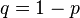 q = 1 − p